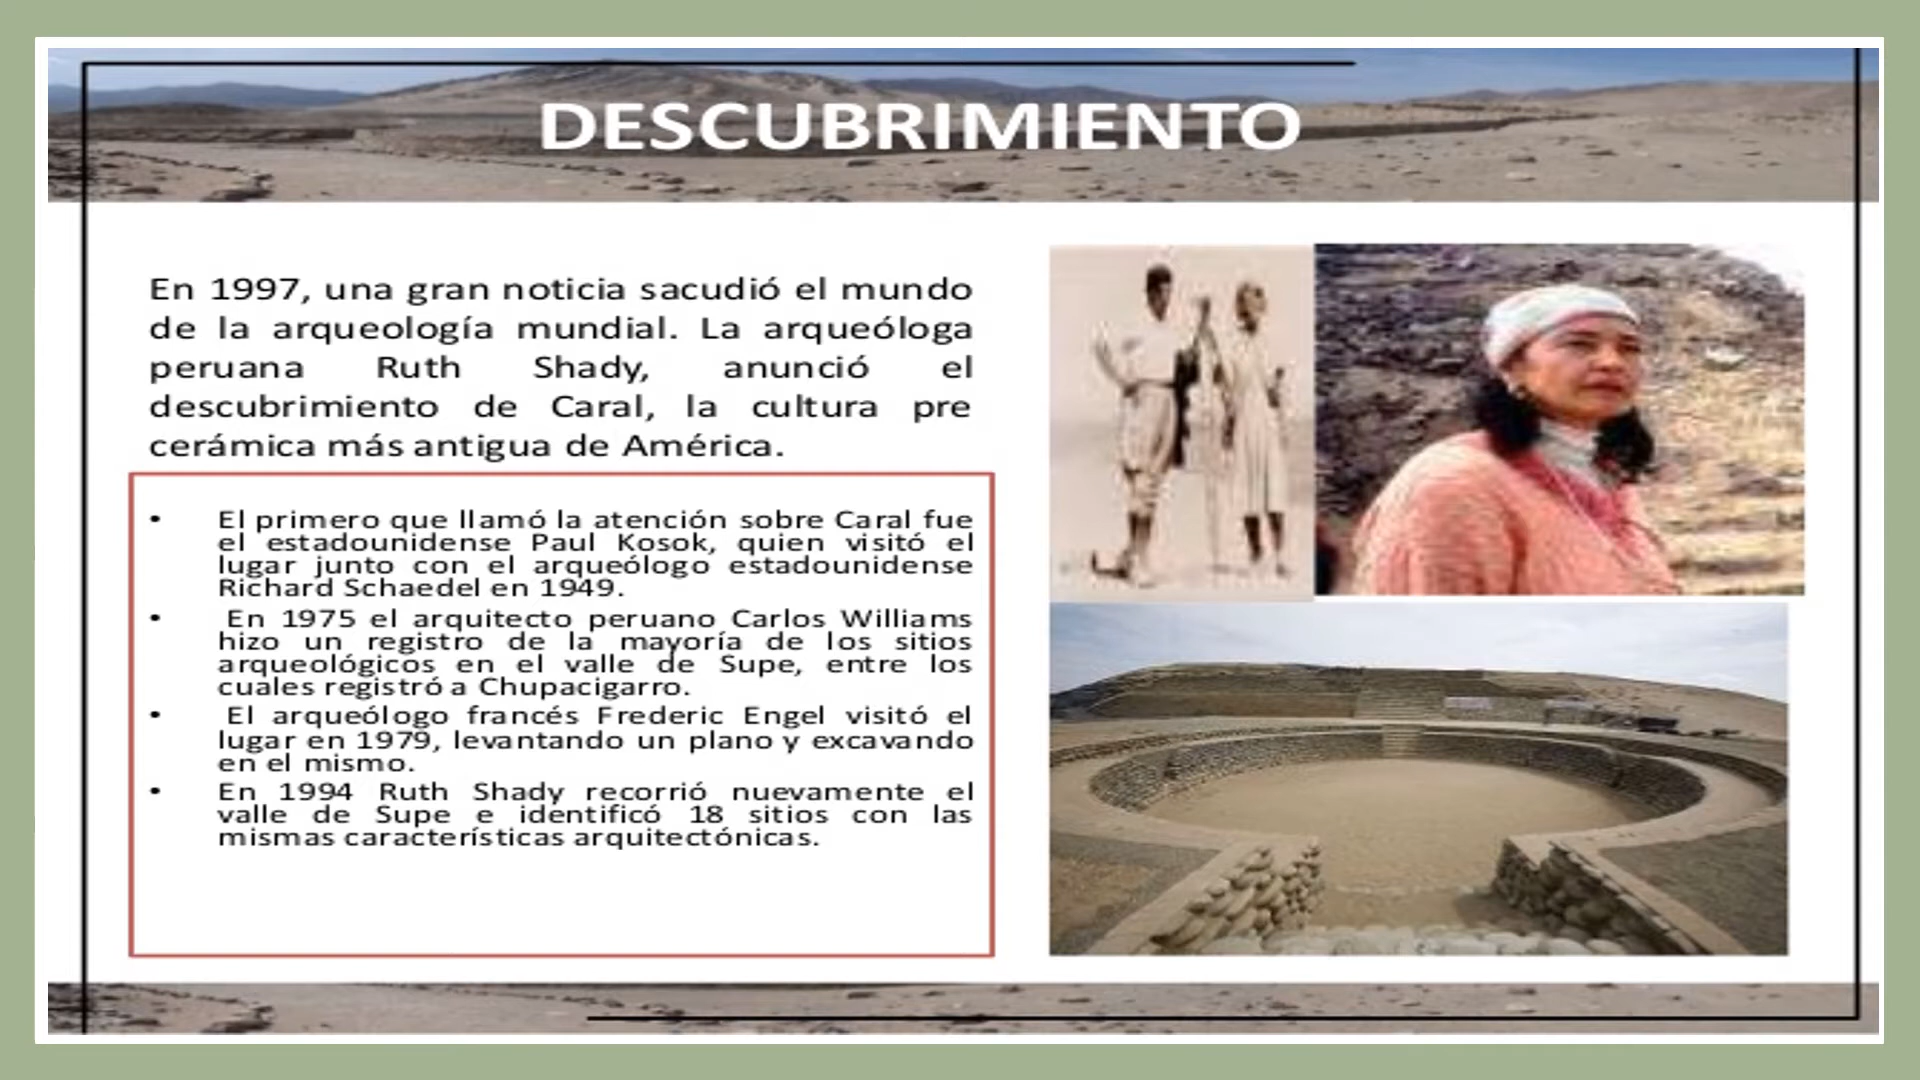 DESCUBRIMIENTO
En 1997, una gran noticia sacudió el mundo
de la arqueología mundial. La arqueóloga
peruana Ruth Shady, anunció el
descubrimiento de Caral, la cultura pre
cerámica más antigua de América.
• El primero que llamó la atención sobre Caral fue
el estadounidense Paul Kosok, quien visitó el
lugar junto con el arqueólogo estadounidense
Richard Schaedel en 1949.
• En 1975 el arquitecto peruano Carlos Williams
hizo un registro de la mayoría de los sitios
arqueológicos en el valle de Supe, entre los
cuales registró a Chupacigarro.
• El arqueólogo francés Frederic Engel visitó el
lugar en 1979, levantando un plano y excavando
en el mismo.
• En 1994 Ruth Shady recorrió nuevamente el
valle de Supe e identificó 18 sitios con las
mismas características arquitectónicas.